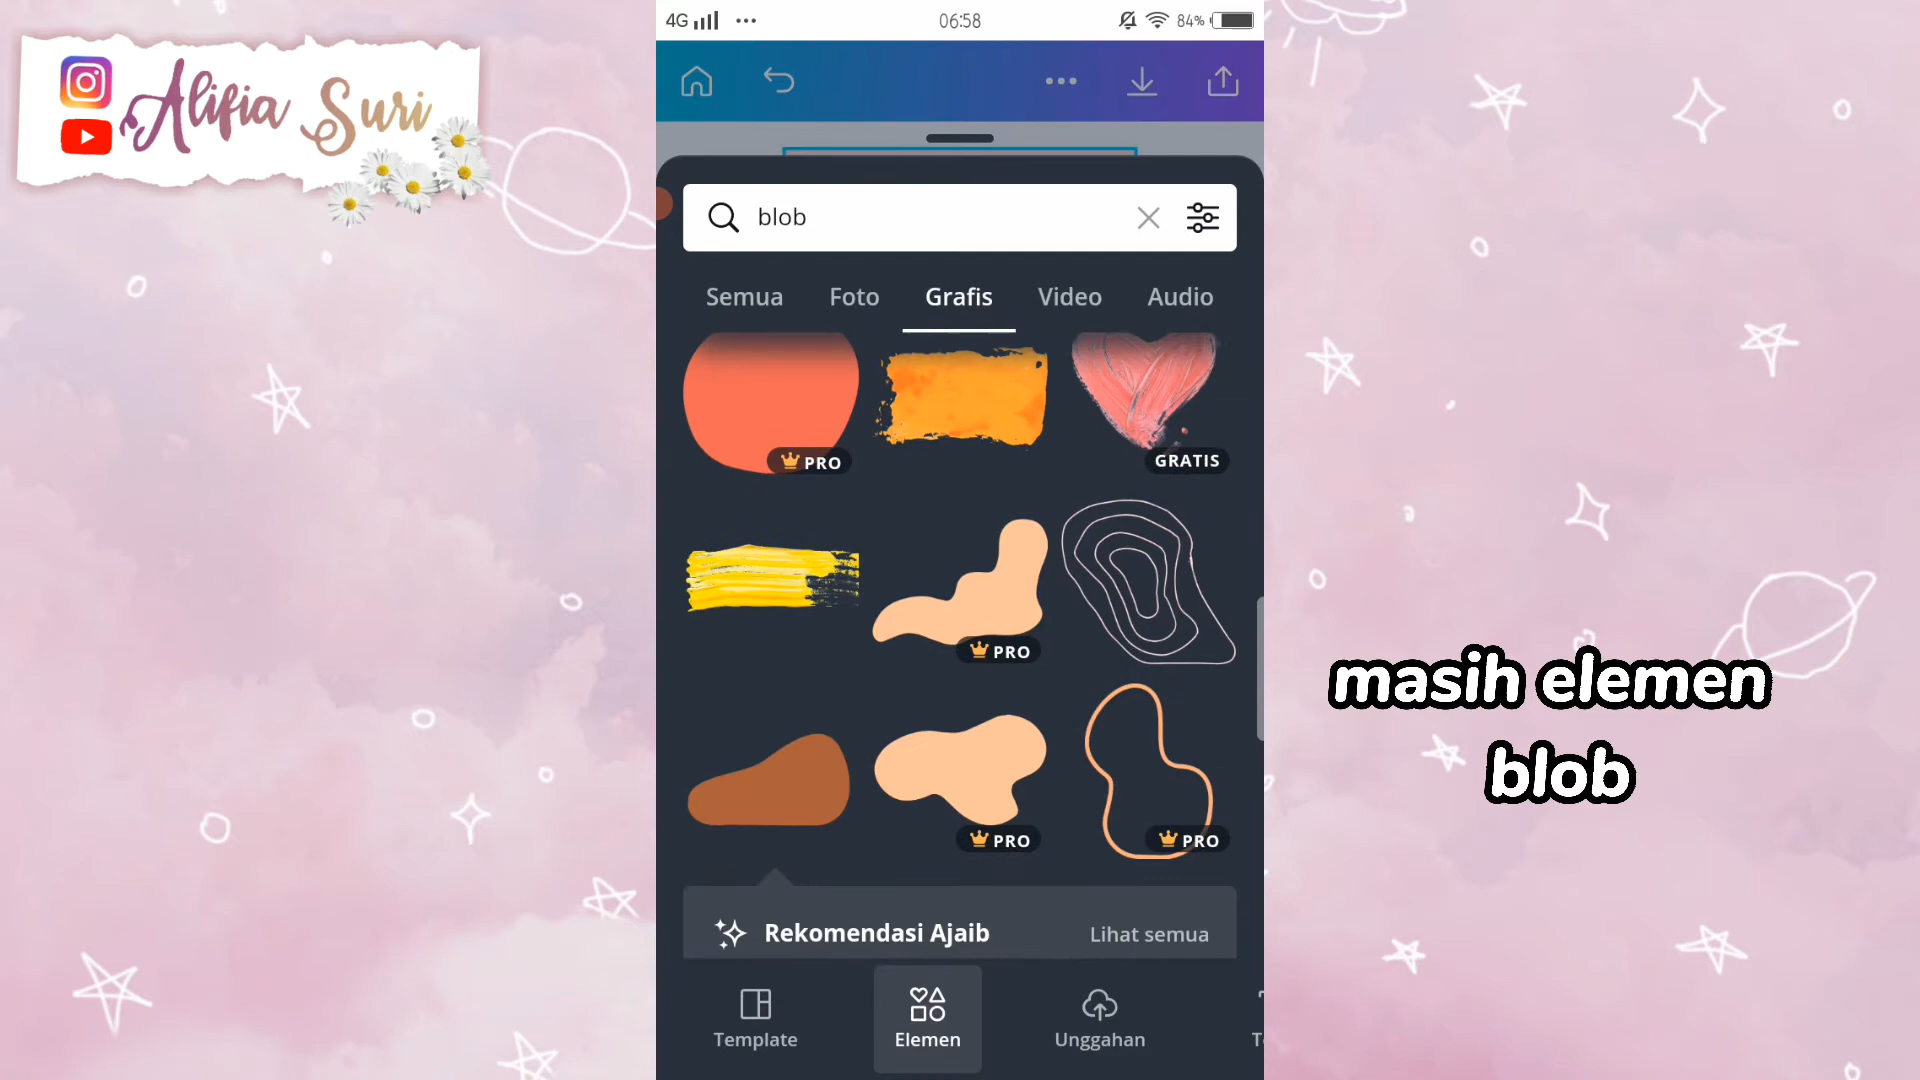 4G
06:58
84%
Alifia Suri
blob
Semua Foto Grafis Video Audio
PRO
GRATIS
PRO
PRO
PRO
masih elemen
blob
Rekomendasi Ajaib Lihat semua
Template Elemen Unggahan